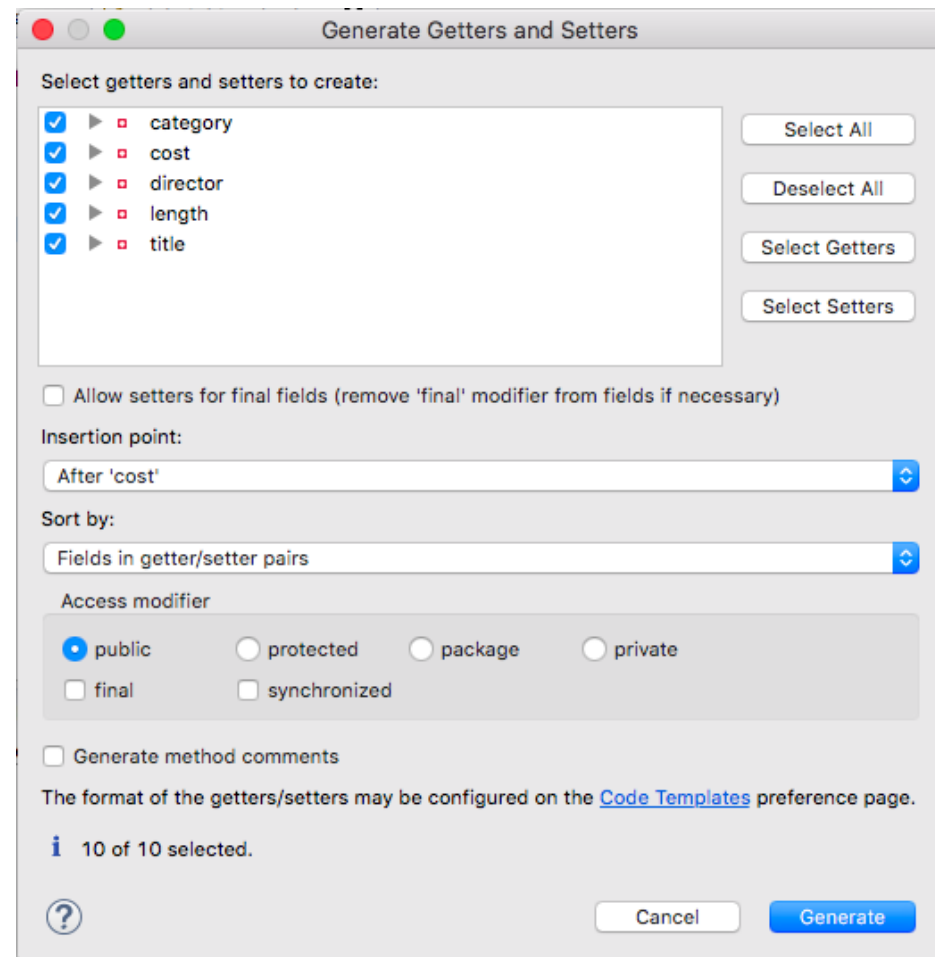 Generate Getters and Setters
Select getters and setters to create:
category
cost
director
length
title
Select All
Deselect All
Select Getters
Select Setters
Allow setters for final fields (remove 'final' modifier from fields if necessary)
Insertion point:
After 'cost'
Sort by:
Fields in getter/setter pairs
Access modifier
public protected package private
final synchronized
Generate method comments
The format of the getters/setters may be configured on the Code Templates preference page.
i 10 of 10 selected.
? Cancel Generate